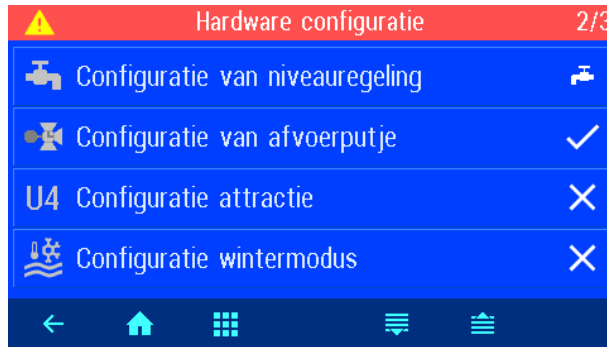 Hardware configuratie 2/3
Configuratie van niveauregeling
Configuratie van afvoerputje
U4 Configuratie attractie
Configuratie wintermodus